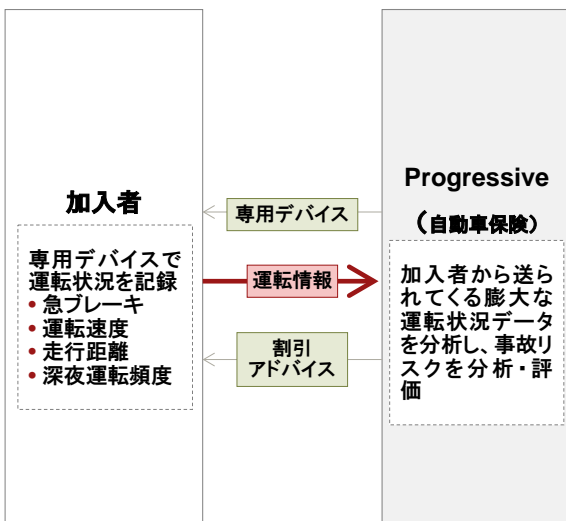 加入者
専用デバイスで
運転状況を記録
• 急ブレーキ
• 運転速度
• 走行距離
• 深夜運転頻度
専用デバイス
運転情報
割引
アドバイス
Progressive
（自動車保険）
加入者から送ら
れてくる膨大な
運転状況データ
を分析し、事故リ
スクを分析・評
価